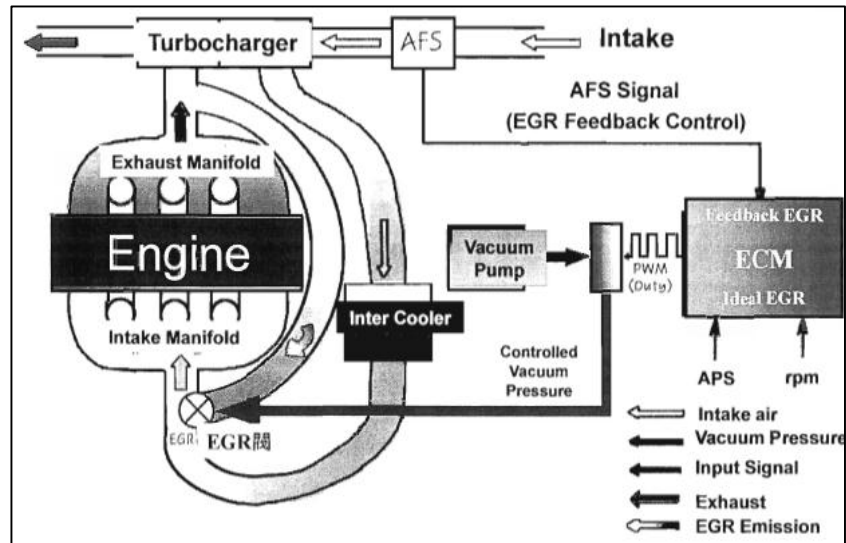 Turbocharger
AFS
Intake
AFS Signal
(EGR Feedback Control)
Exhaust Manifold
Engine
Intake Manifold
Vacuum
Pump
PWM
(Duty)
Feedback EGR
ECM
Ideal EGR
Inter Cooler
Controlled
Vacuum
Pressure
APS
rpm
EGR
EGR閥
Intake air
Vacuum Pressure
Input Signal
Exhaust
EGR Emission